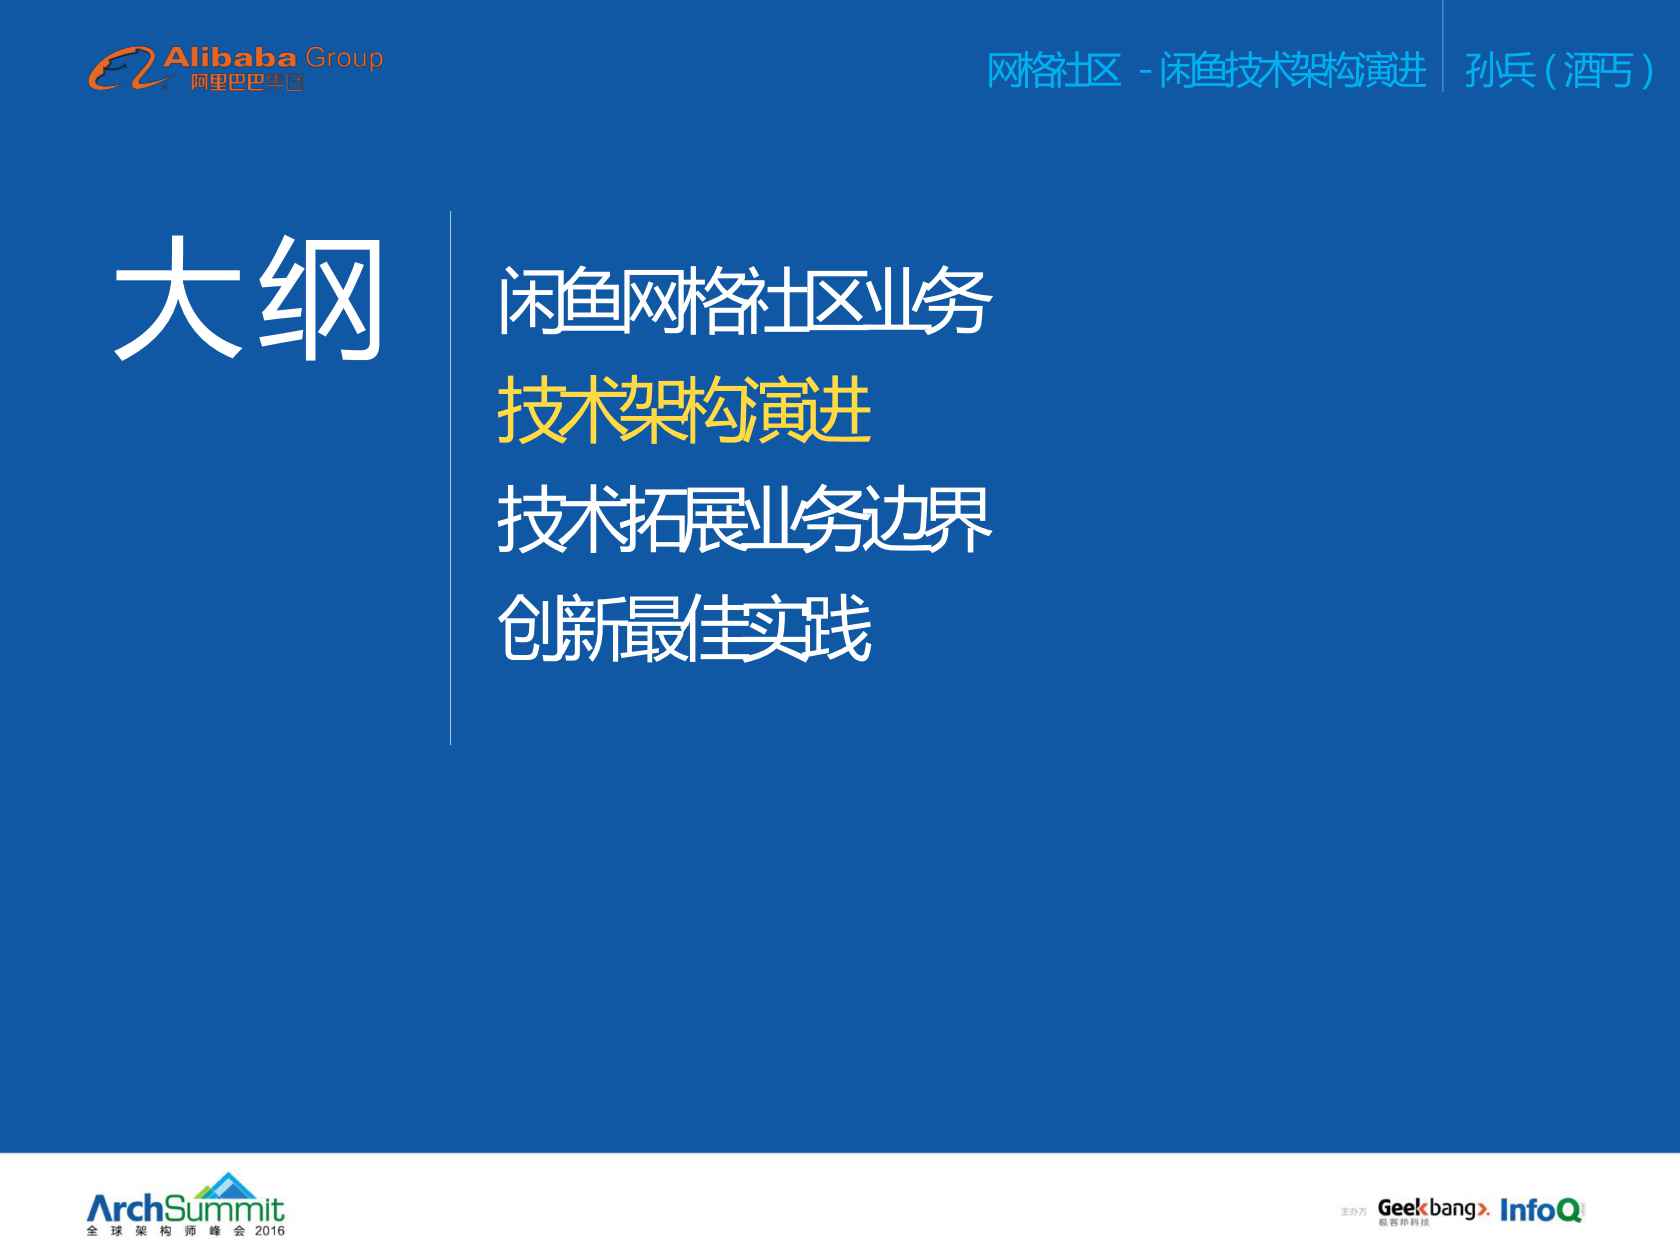 Alibaba Group
阿里巴巴集团
网格社区 - 闲鱼技术架构演进
孙兵(酒丐)
大纲
闲鱼网格社区业务
技术架构演进
技术拓展业务边界
创新最佳实践
ArchSummit
全球架构师峰会 2016
主办方
Geekbang>.
极客邦科技
InfoQ